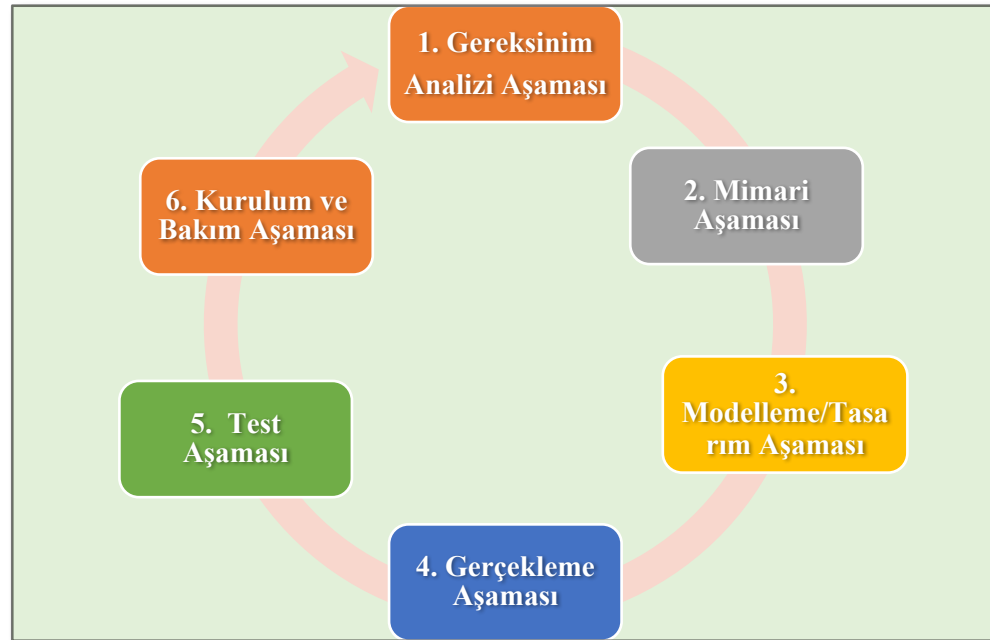 1. Gereksinim
Analizi Aşaması
2. Mimari
Aşaması
3.
Modelleme/Tasa
rım Aşaması
4. Gerçekleme
Aşaması
5. Test
Aşaması
6. Kurulum ve
Bakım Aşaması